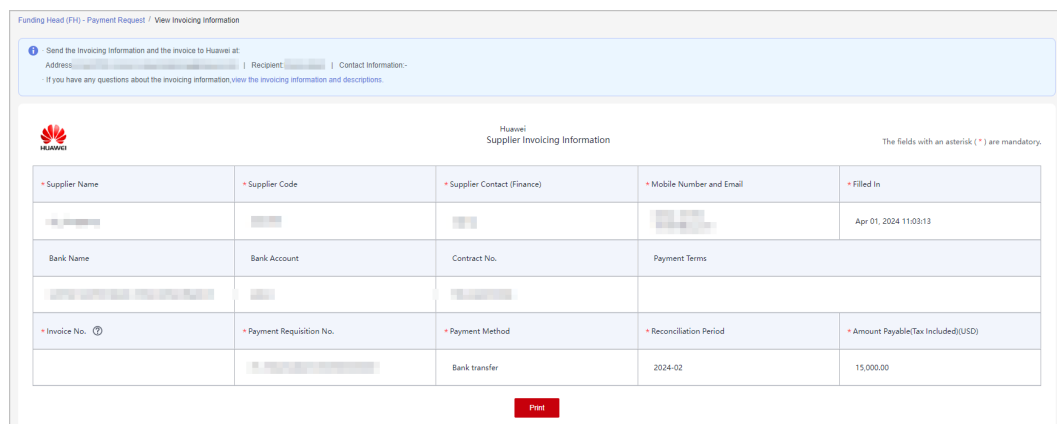 Funding Head (FH) - Payment Request / View Invoicing Information
· Send the Invoicing Information and the invoice to Huawei at:
Address | Recipient: | Contact Information:-
· If you have any questions about the invoicing information,view the invoicing information and descriptions.
HUAWEI
Huawei
Supplier Invoicing Information
The fields with an asterisk ( * ) are mandatory.
* Supplier Name * Supplier Code * Supplier Contact (Finance) * Mobile Number and Email * Filled In
Apr 01, 2024 11:03:13
Bank Name Bank Account Contract No. Payment Terms
* Invoice No. ? * Payment Requisition No. * Payment Method * Reconciliation Period * Amount Payable(Tax Included)(USD)
Bank transfer 2024-02 15,000.00
Print